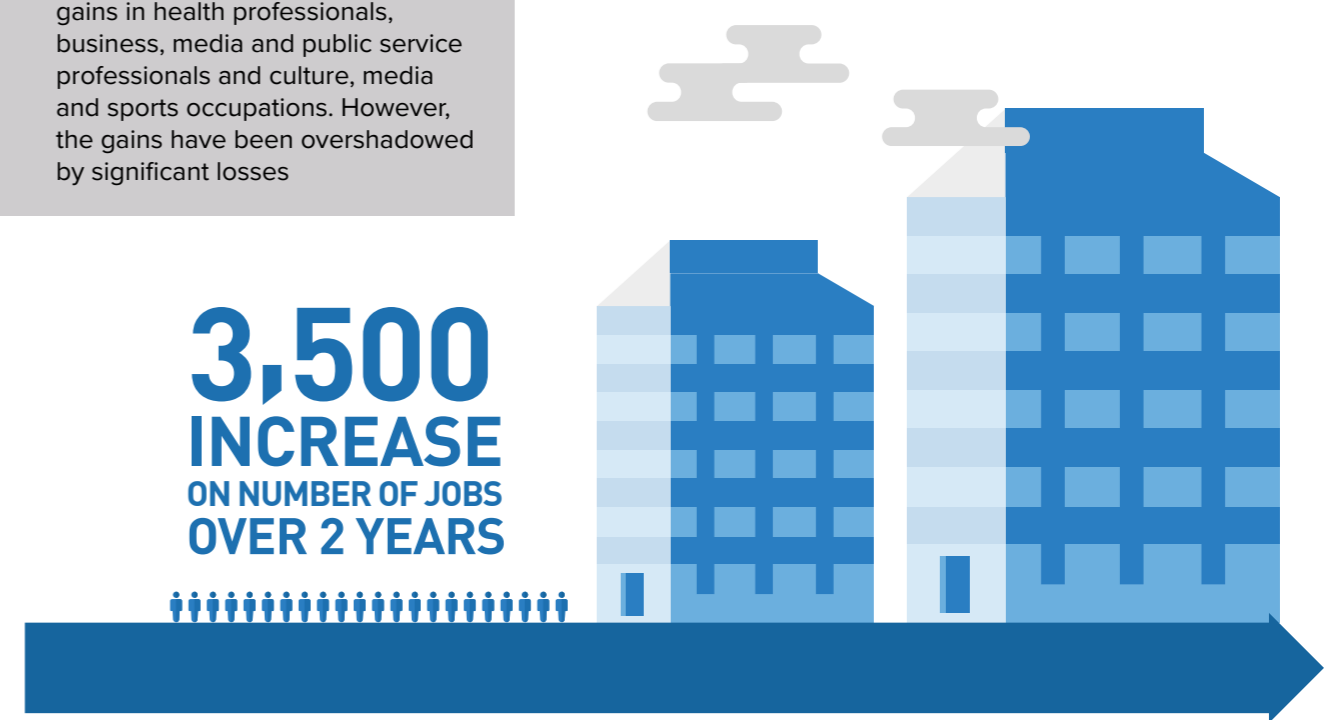 gains in health professionals,
business, media and public service
professionals and culture, media
and sports occupations. However,
the gains have been overshadowed
by significant losses
3,500
INCREASE
ON NUMBER OF JOBS
OVER 2 YEARS